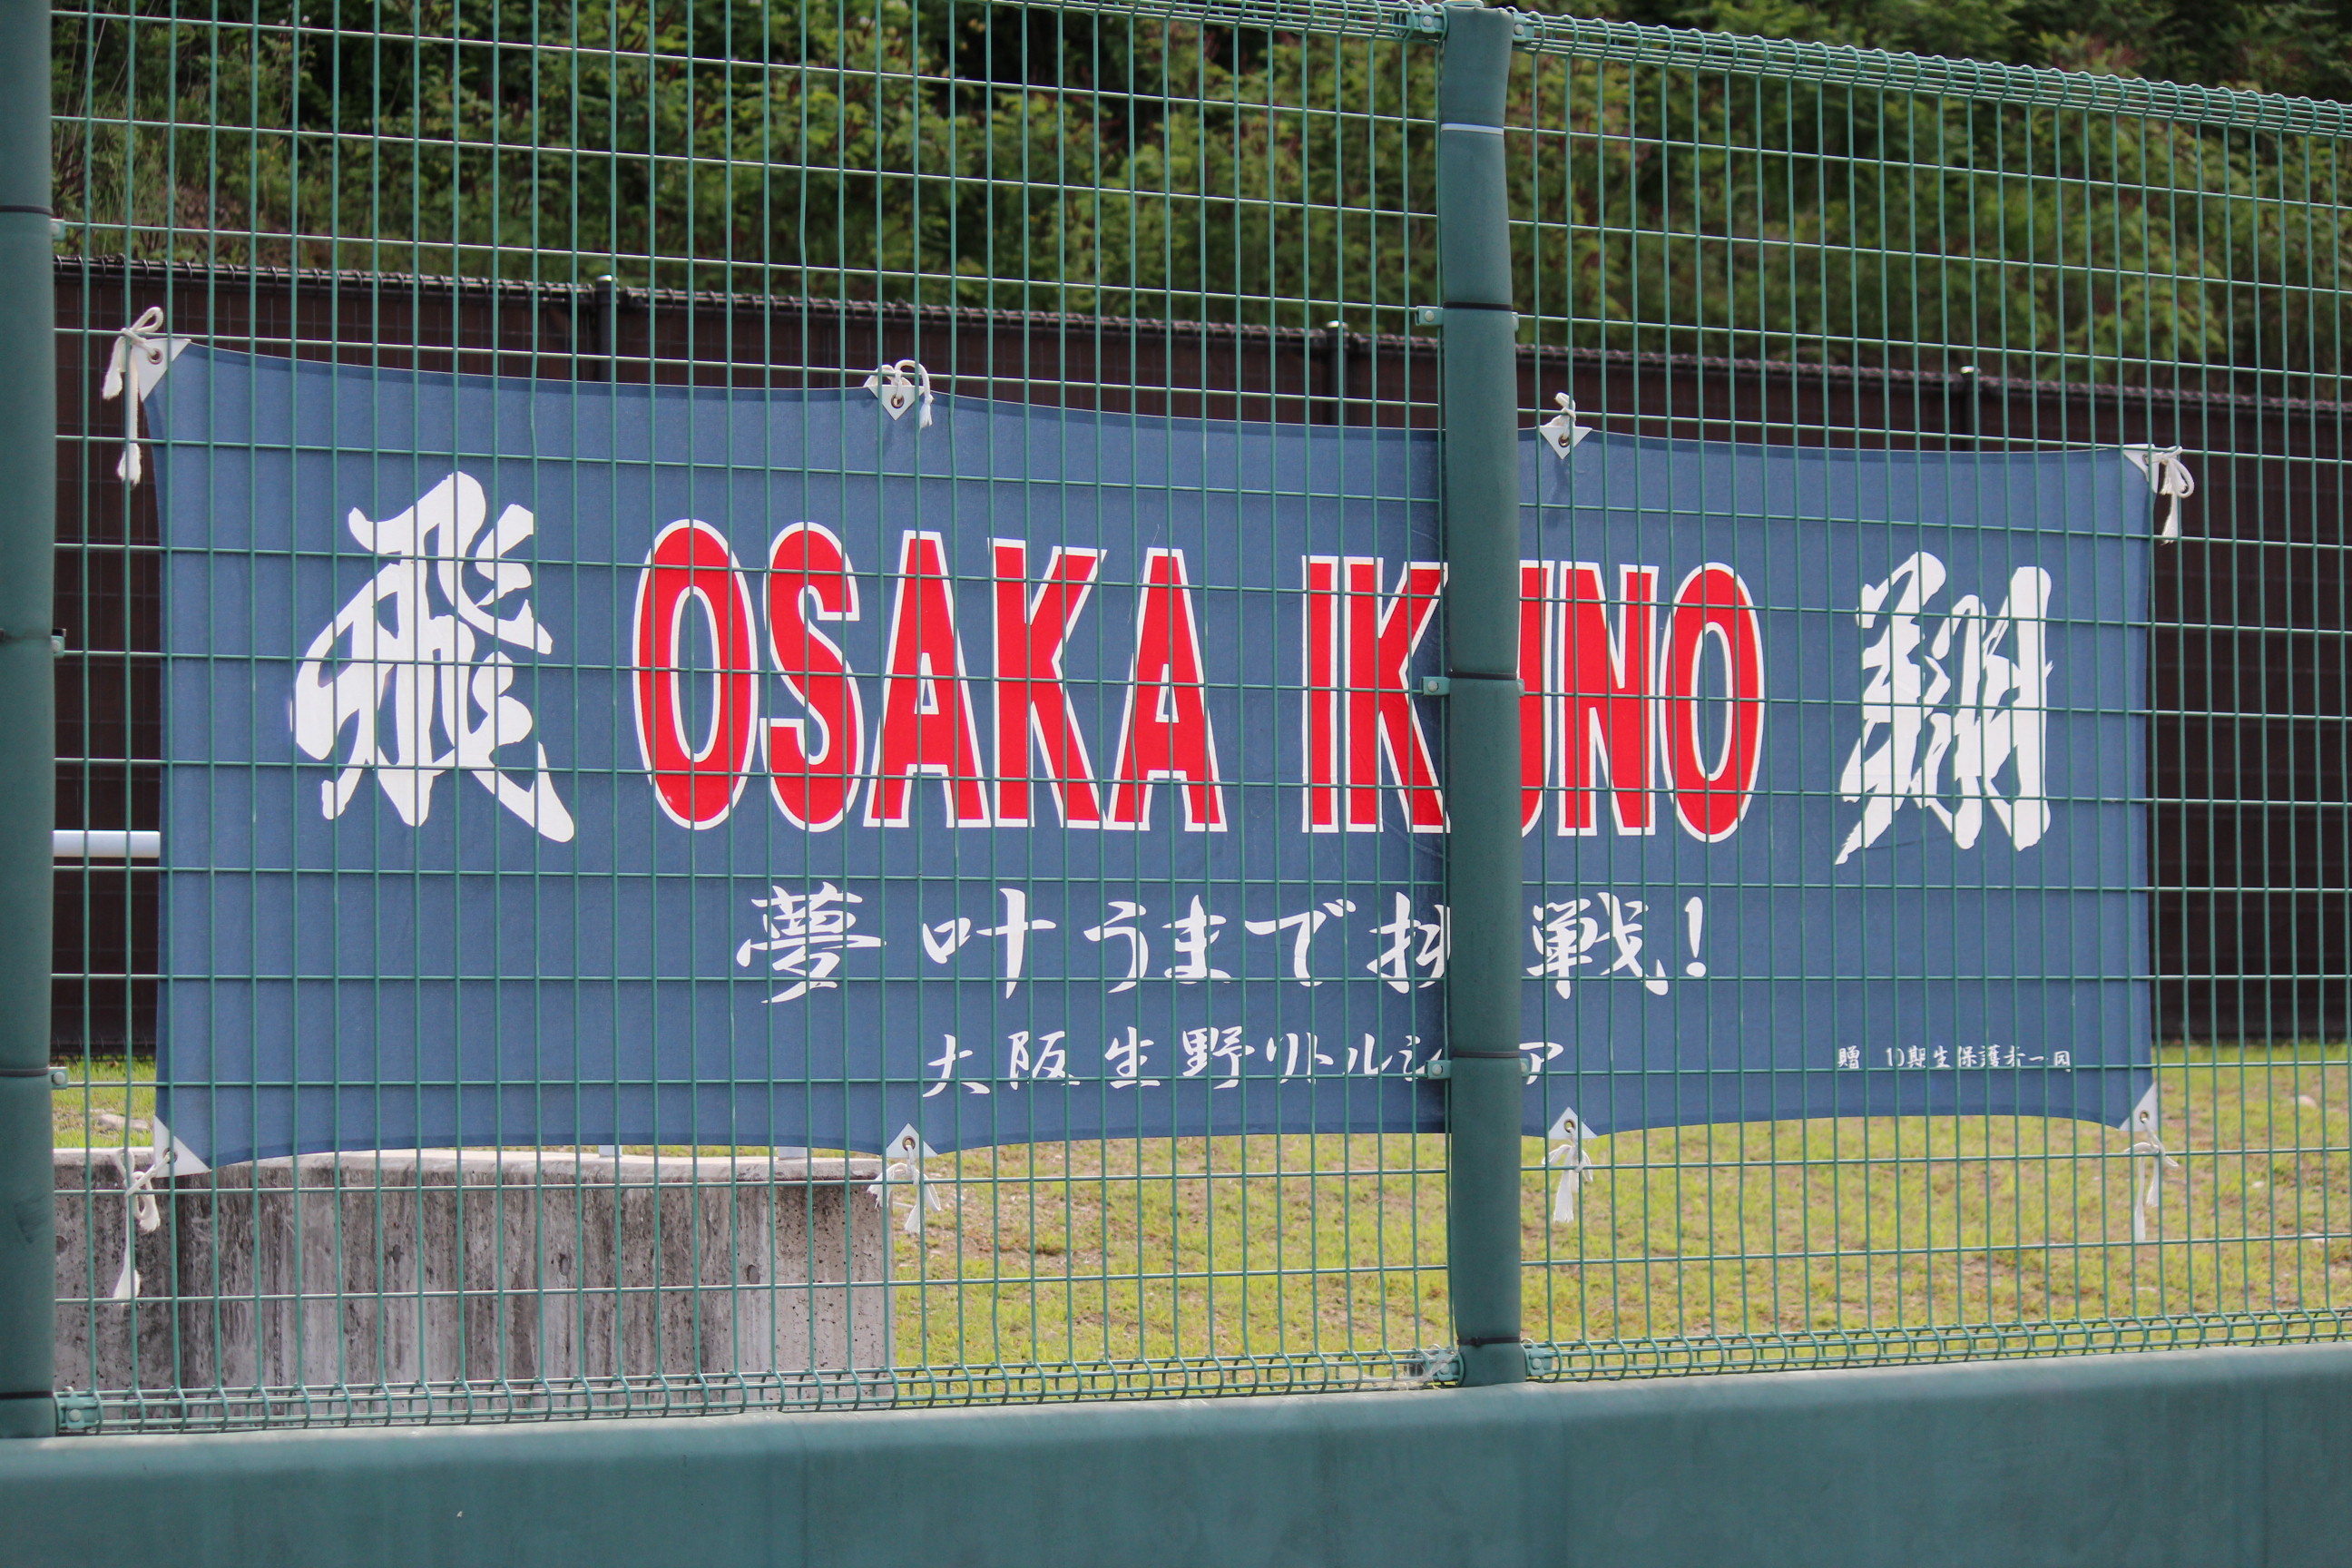 飛 OSAKA IKUNO 翔
夢叶うまで挑戦!
大阪生野リトルシニア
贈 10期生保護者一同